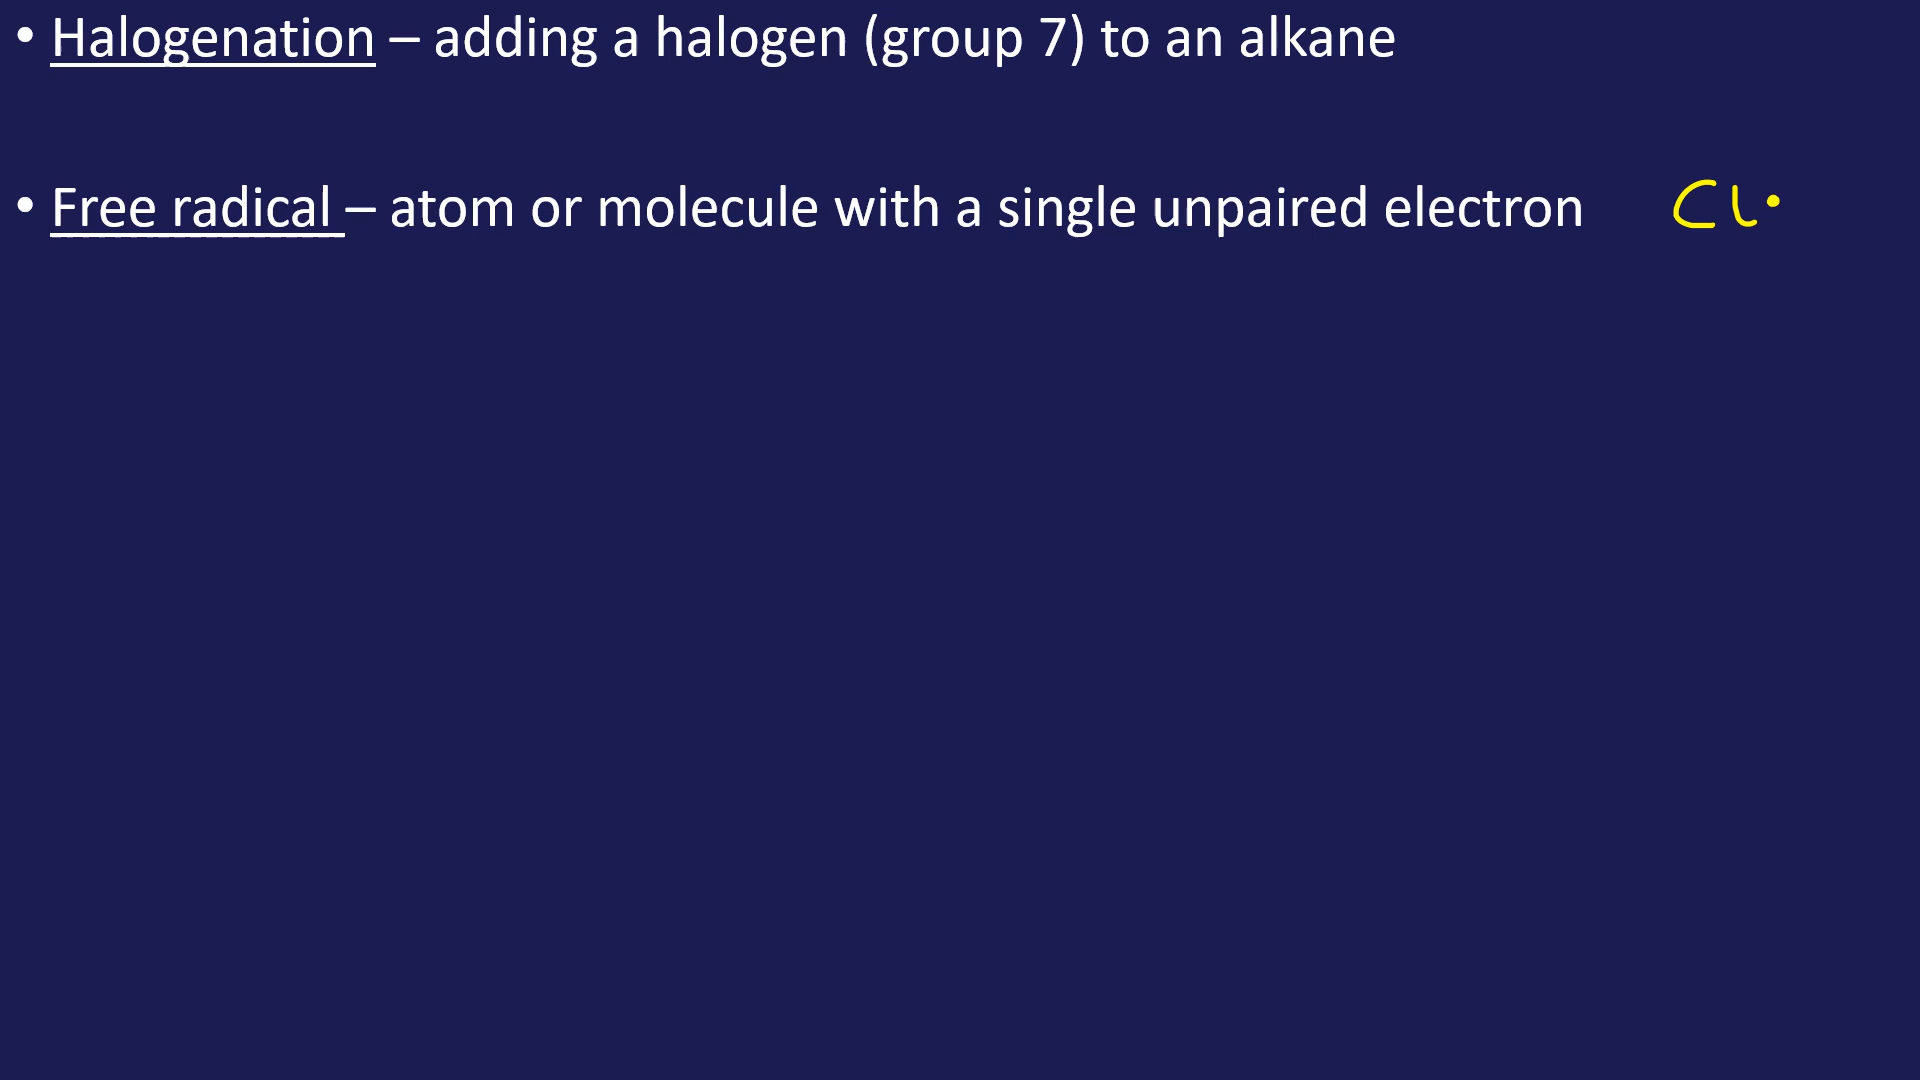 • Halogenation – adding a halogen (group 7) to an alkane
• Free radical – atom or molecule with a single unpaired electron Cl•